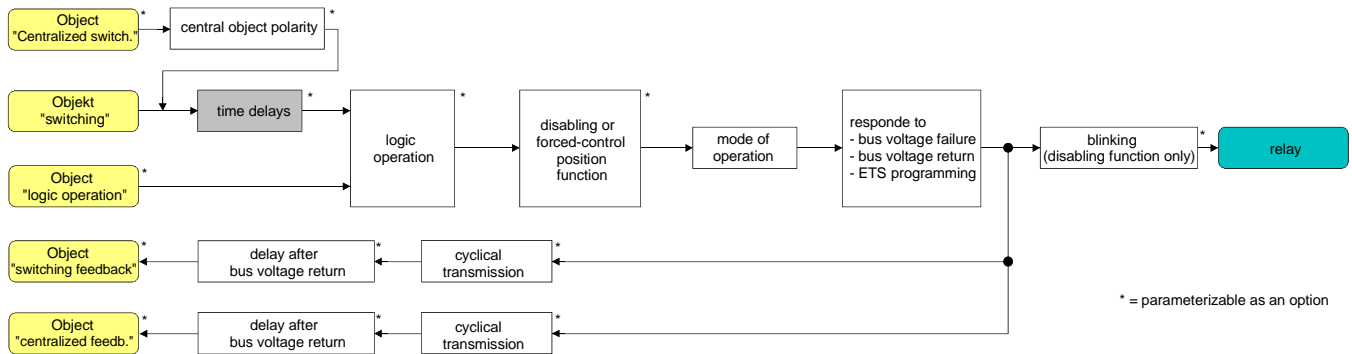 Object
"Centralized switch."
*
central object polarity
*
Objekt
"switching"
time delays
*
Object
"logic operation"
*
logic
operation
*
disabling or
forced-control
position
function
*
mode of
operation
responde to
- bus voltage failure
- bus voltage return
- ETS programming
blinking
(disabling function only)
*
relay
Object
"switching feedback"
*
delay after
bus voltage return
*
cyclical
transmission
*
Object
"centralized feedb."
*
delay after
bus voltage return
*
cyclical
transmission
*
* = parameterizable as an option